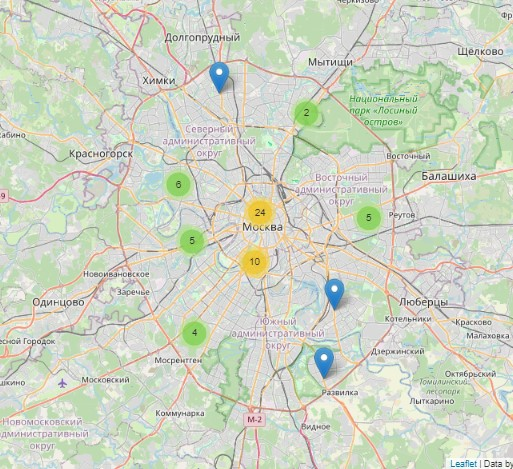 Черкизово
Долгопрудный
Щёлково
Мытищи
Химки
2
Национальный
парк «Лосиный
остров»
Северный
административный
округ
Красногорск
Восточный
Восточный
административный
округ
Балашиха
6
24
5
Реутов
Москва
5
10
Новоивановское
Заречье
Одинцово
Люберцы
Котельники
Южный
административный
округ
4
Красково
Малаховка
Дзержинский
Мосрентген
Октябрьский
Томилинский
лесопарк
Лыткарино
Московский
Развилка
Коммунарка
М-2
Видное
Новомосковский
административный
округ
Leaflet | Data by